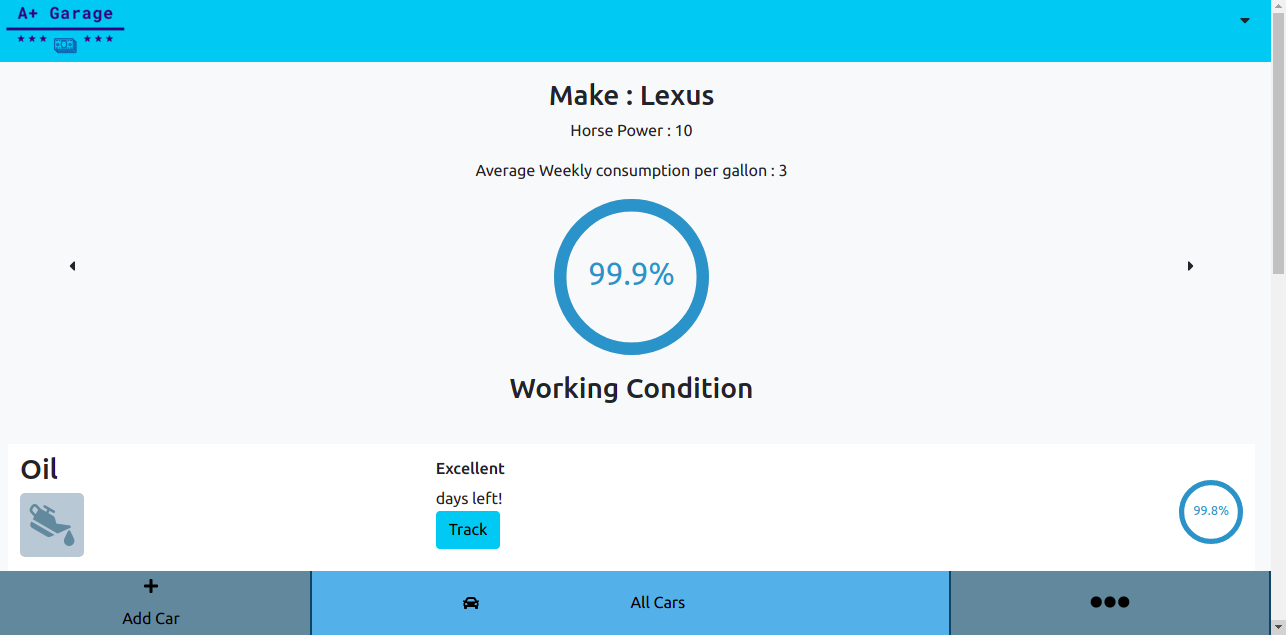 A+ Garage
Make : Lexus
Horse Power : 10
Average Weekly consumption per gallon : 3
99.9%
Working Condition
Oil
Excellent
days left!
Track
99.8%
Add Car
All Cars